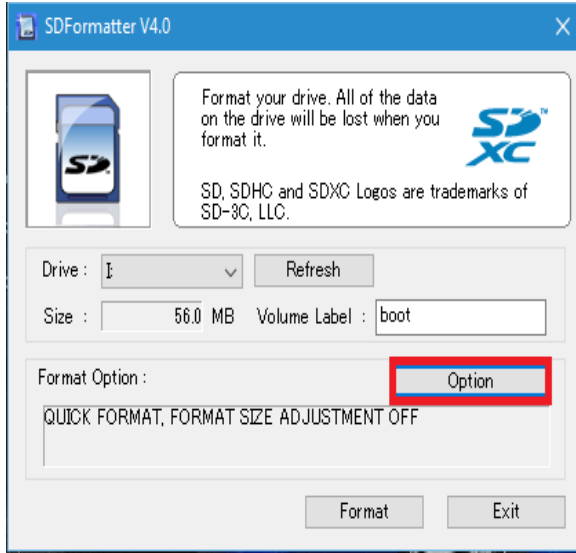 SDFormatter V4.0
Format your drive. All of the data
on the drive will be lost when you
format it.
SD, SDHC and SDXC Logos are trademarks of
SD-3C, LLC.
SD
SD XC™
Drive : I: Refresh
Size : 56.0 MB Volume Label : boot
Format Option : Option
QUICK FORMAT, FORMAT SIZE ADJUSTMENT OFF
Format Exit